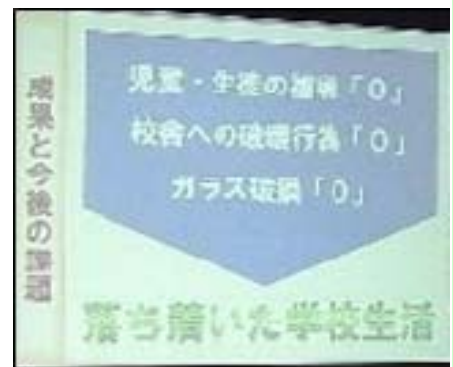 成果と今後の課題
児童・生徒の補導「0」
校舎への破壊行為「0」
ガラス破損「0」
落ち着いた学校生活